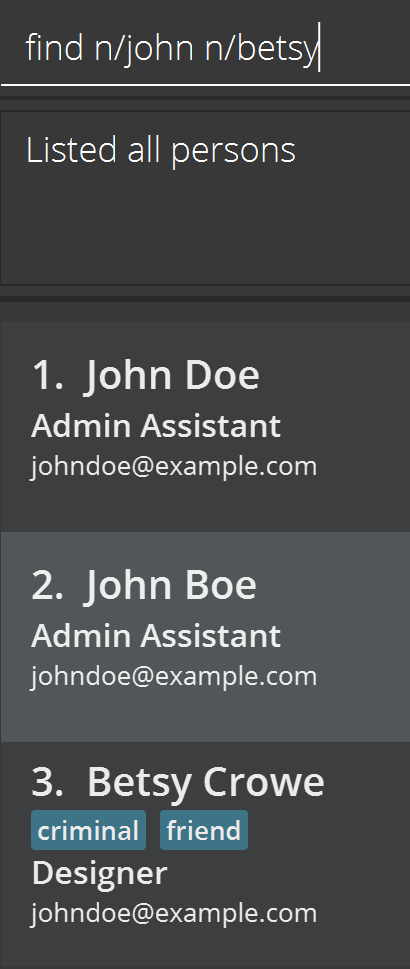 find n/john n/betsy
Listed all persons
1. John Doe
Admin Assistant
johndoe@example.com
2. John Boe
Admin Assistant
johndoe@example.com
3. Betsy Crowe
criminal friend
Designer
johndoe@example.com